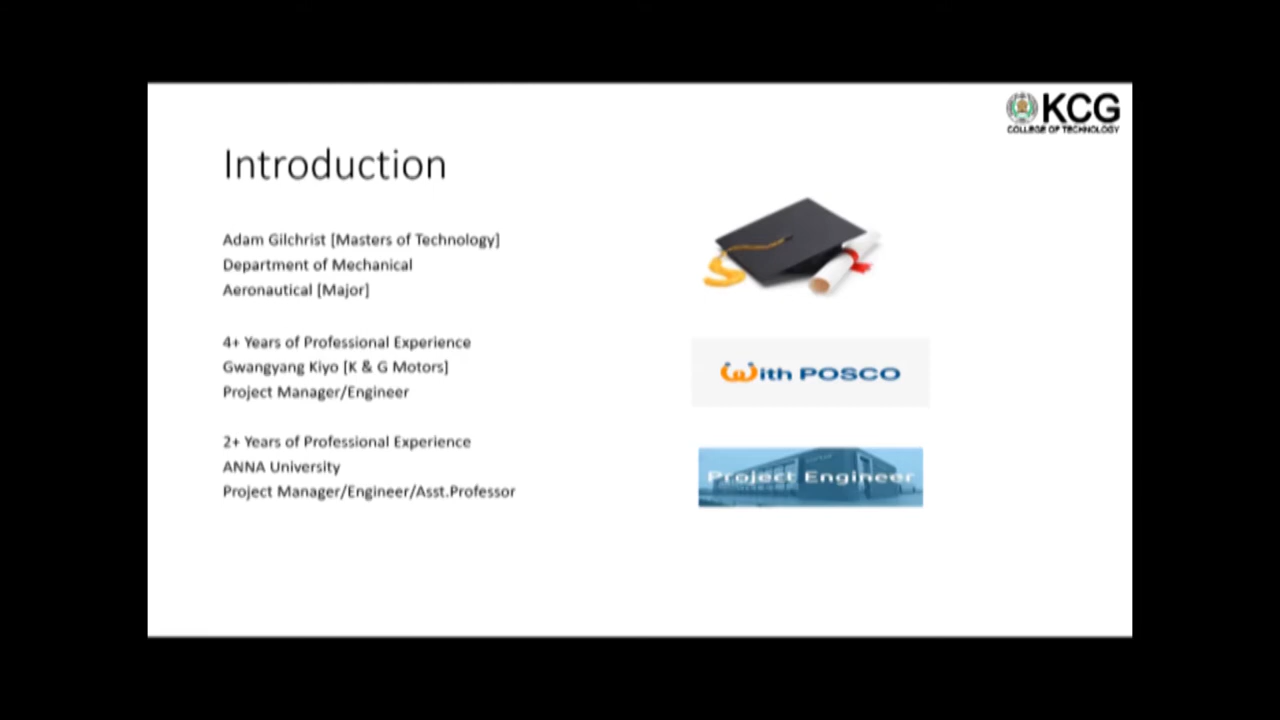 KCG
COLLEGE OF TECHNOLOGY
Introduction
Adam Gilchrist [Masters of Technology]
Department of Mechanical
Aeronautical [Major]
4+ Years of Professional Experience
Gwangyang Kiyo [K & G Motors]
Project Manager/Engineer
With POSCO
2+ Years of Professional Experience
ANNA University
Project Manager/Engineer/Asst.Professor
Project Engineer